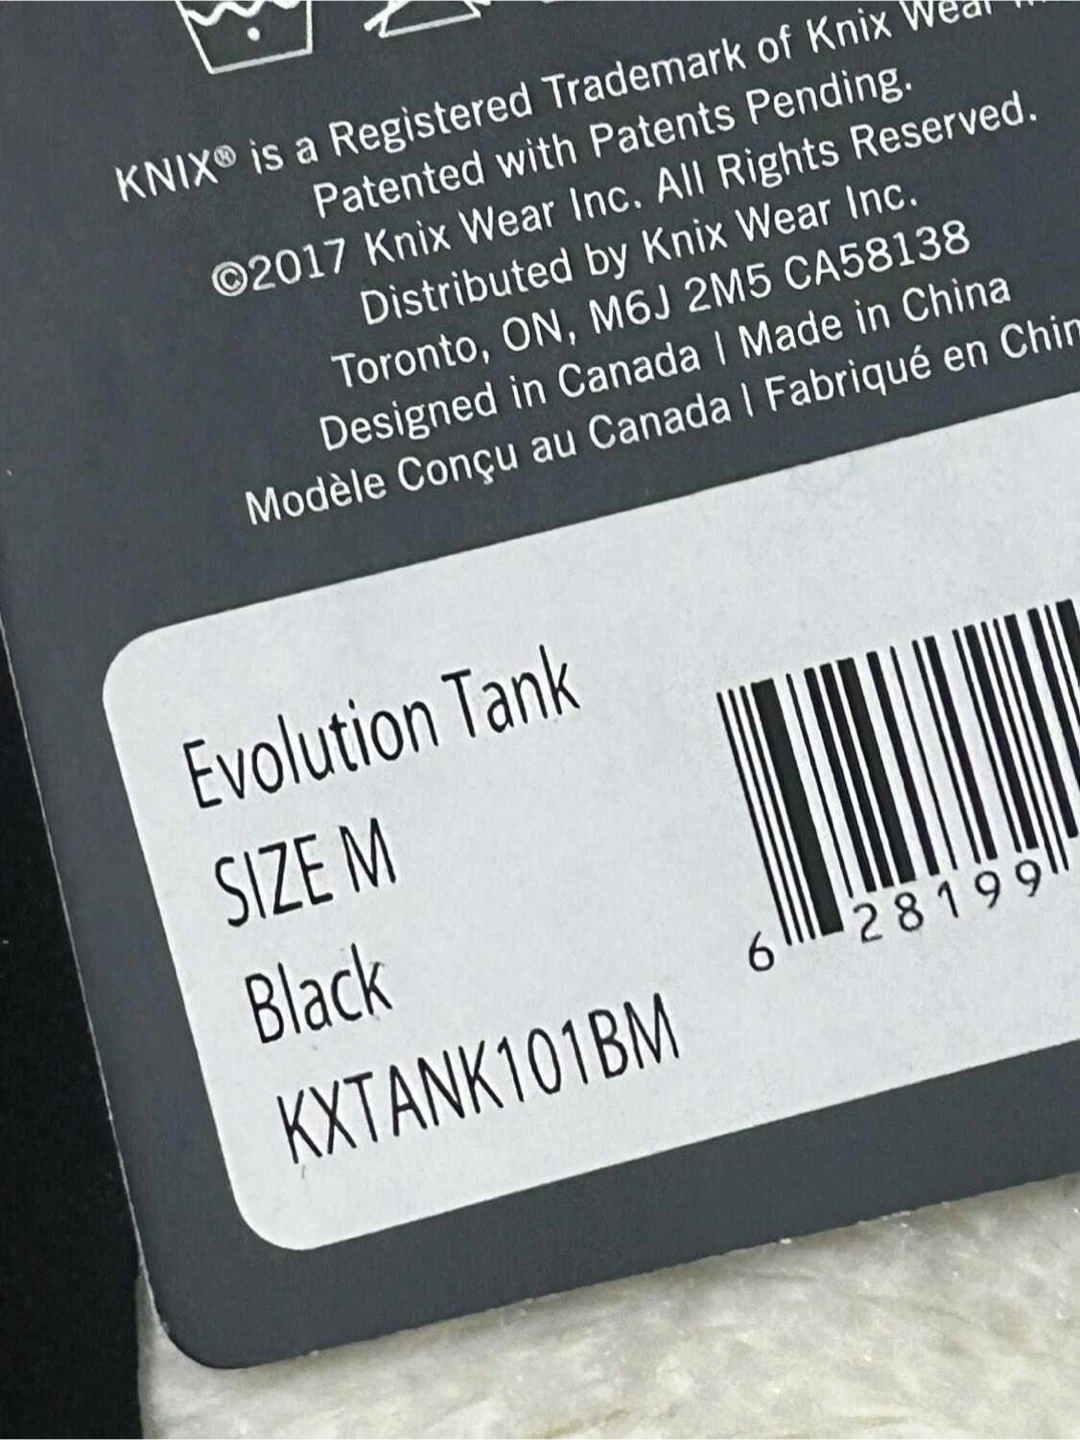 KNIX® is a Registered Trademark of Knix Wear
Patented with Patents Pending.
©2017 Knix Wear Inc. All Rights Reserved.
Distributed by Knix Wear Inc.
Toronto, ON, M6J 2M5 CA58138
Designed in Canada | Made in China
Modèle Conçu au Canada | Fabriqué en Chin
Evolution Tank
SIZE M
Black
KXTANK101BM
6 28199